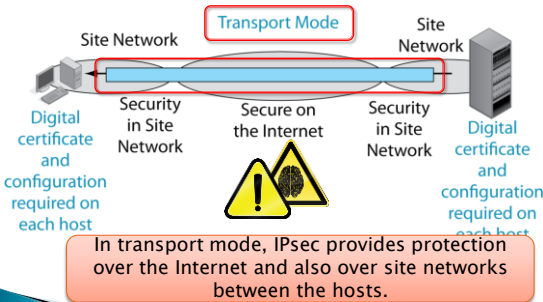 Transport Mode
Site Network
Site
Network
Security
in Site
Network
Secure on
the Internet
Security
in Site
Network
Digital
certificate
and
configuration
required on
each host
Digital
certificate
and
configuration
required on
each host
In transport mode, IPsec provides protection
over the Internet and also over site networks
between the hosts.